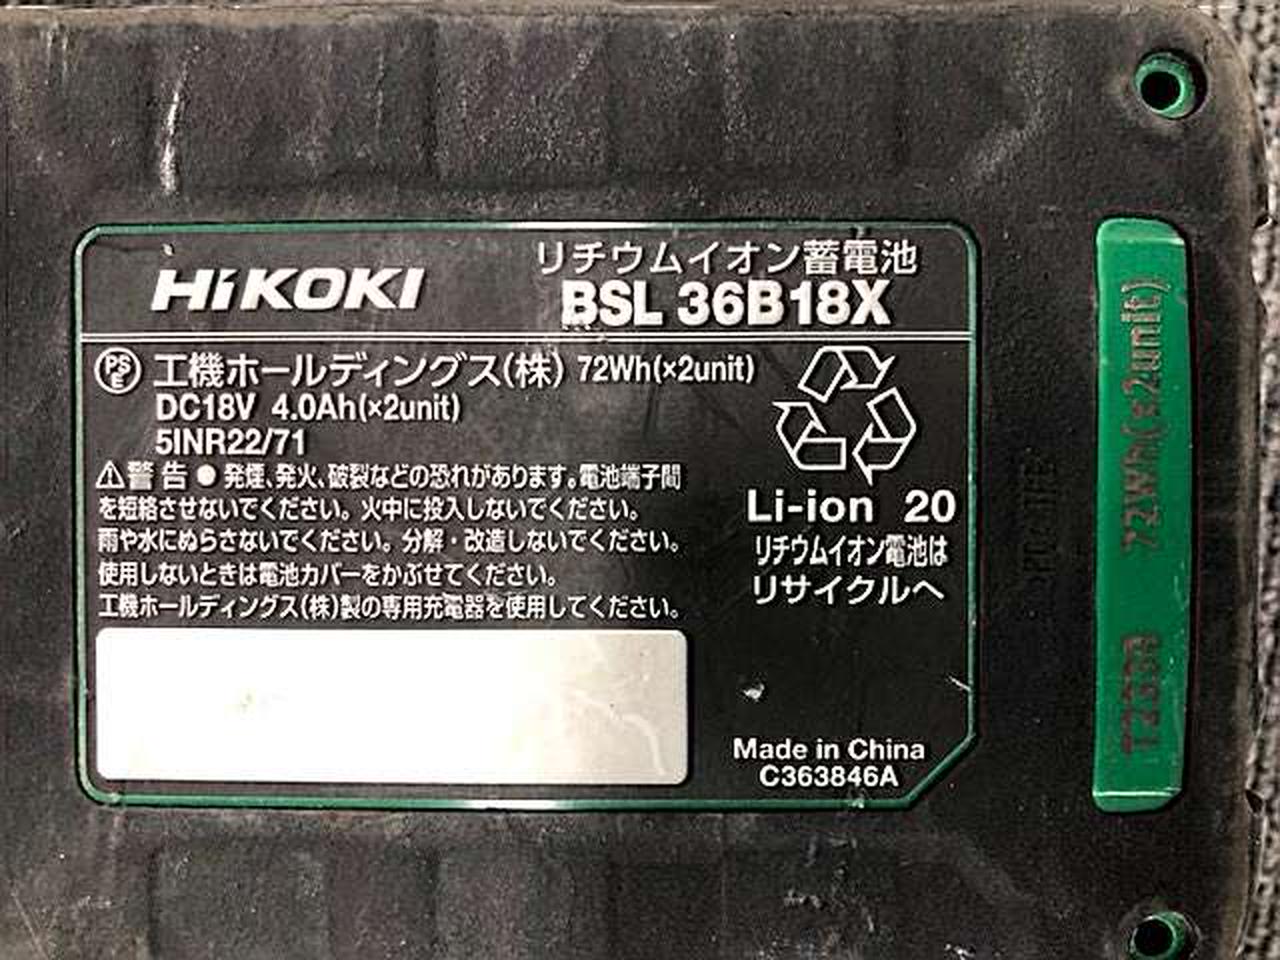 HiKOKI
リチウムイオン蓄電池
BSL 36B18X
PSE 工機ホールディングス(株) 72Wh(×2unit)
DC18V 4.0Ah(×2unit)
5INR22/71
⚠警告 ● 発煙、発火、破裂などの恐れがあります。電池端子間
を短絡させないでください。火中に投入しないでください。
雨や水にぬらさないでください。分解・改造しないでください。
使用しないときは電池カバーをかぶせてください。
工機ホールディングス(株)製の専用充電器を使用してください。
Li-ion 20
リチウムイオン電池は
リサイクルへ
Made in China
C363846A
72Wh(×2unit)